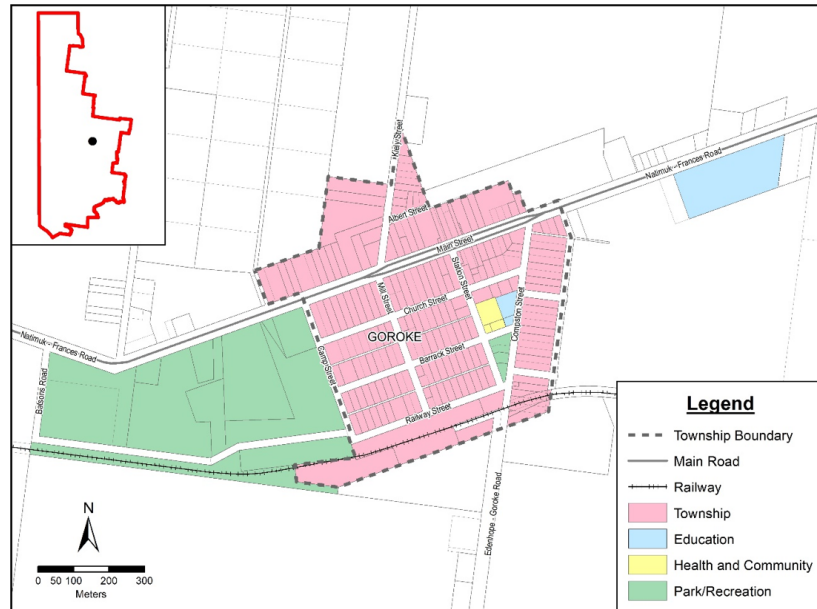 Kiely Street
Natimuk - Frances Road
Albert Street
Main Street
Mill Street
Station Street
Church Street
Compston Street
GOROKE
Camp Street
Barrack Street
Natimuk - Frances Road
Batsons Road
Railway Street
Edenhope - Goroke Road
N
0 50 100 200 300
Meters
Legend
Township Boundary
Main Road
Railway
Township
Education
Health and Community
Park/Recreation